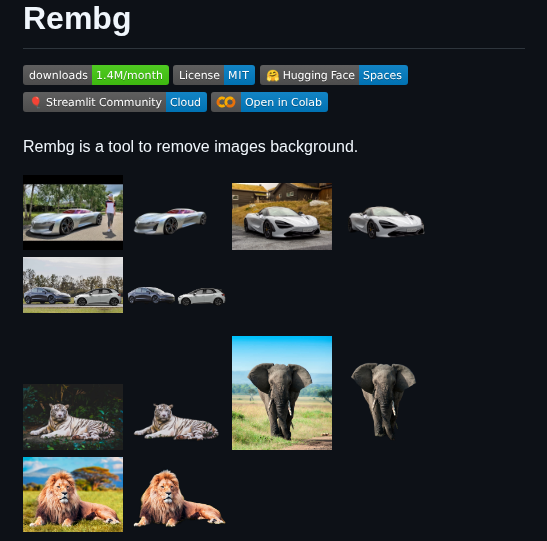 Rembg
downloads 1.4M/month License MIT 🤗 Hugging Face Spaces
🎈 Streamlit Community Cloud Open in Colab
Rembg is a tool to remove images background.